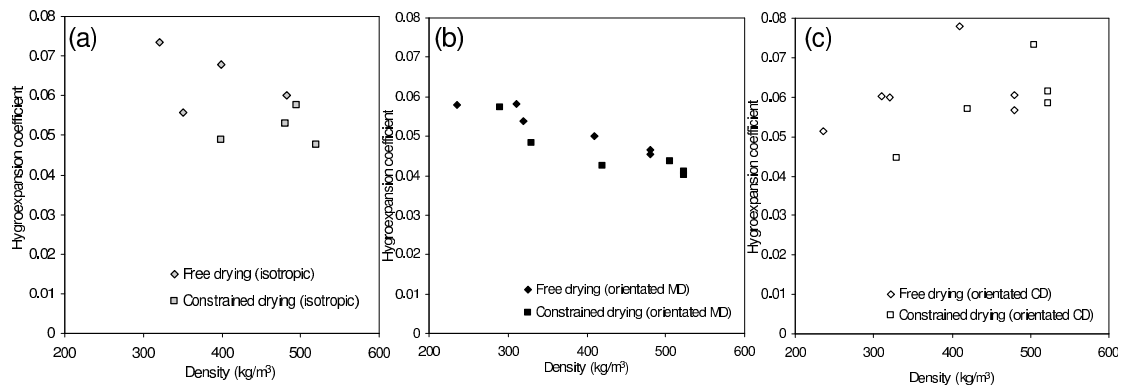 (a)
Hygroexpansion coefficient
0.08
0.07
0.06
0.05
0.04
0.03
0.02
0.01
0
200 300 400 500 600
Density (kg/m³)
Free drying (isotropic)
Constrained drying (isotropic)
(b)
Hygroexpansion coefficient
0.08
0.07
0.06
0.05
0.04
0.03
0.02
0.01
0
200 300 400 500 600
Density (kg/m³)
Free drying (orientated MD)
Constrained drying (orientated MD)
(c)
Hygroexpansion coefficient
0.08
0.07
0.06
0.05
0.04
0.03
0.02
0.01
0
200 300 400 500 600
Density (kg/m³)
Free drying (orientated CD)
Constrained drying (orientated CD)